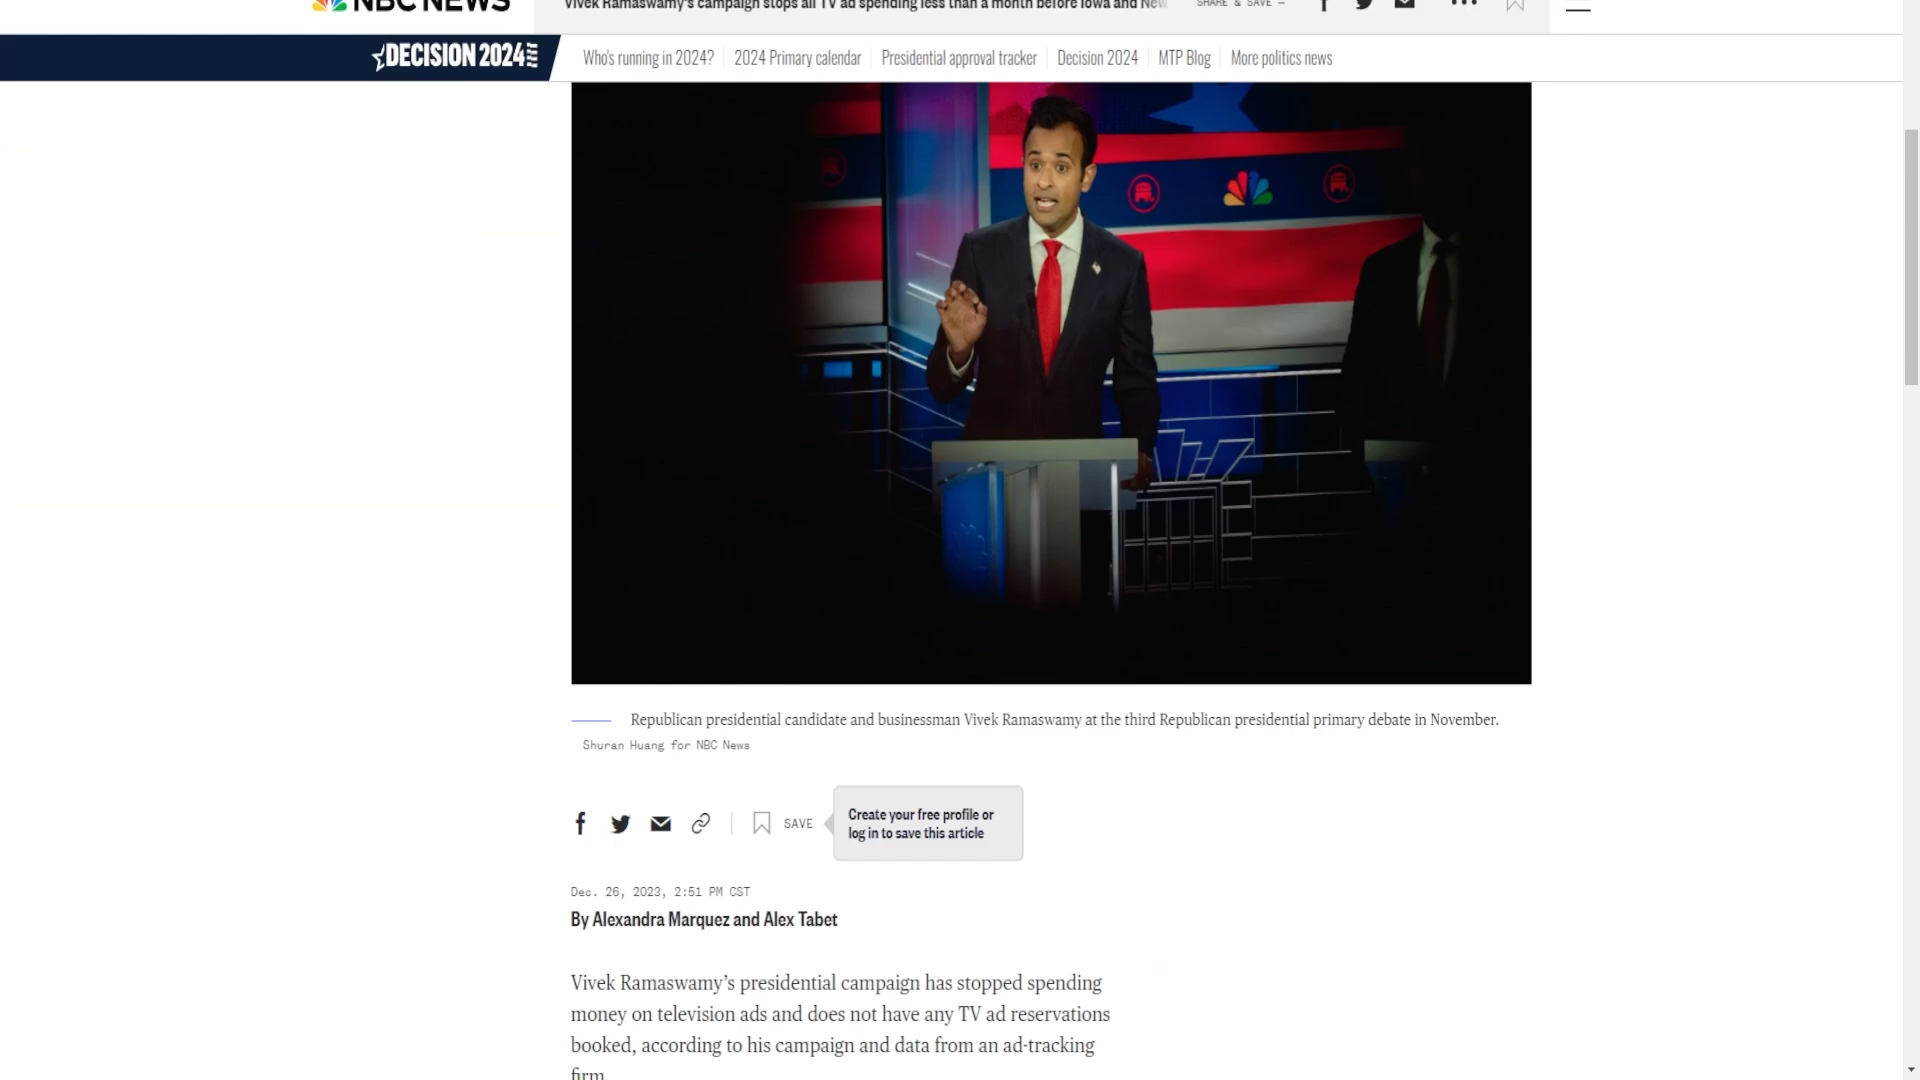 NBC NEWS
Vivek Ramaswamy's campaign stops all TV ad spending less than a month before Iowa and New
SHARE & SAVE —
DECISION 2024
Who's running in 2024?
2024 Primary calendar
Presidential approval tracker
Decision 2024
MTP Blog
More politics news
Republican presidential candidate and businessman Vivek Ramaswamy at the third Republican presidential primary debate in November.
Shuran Huang for NBC News
SAVE
Create your free profile or
log in to save this article
Dec. 26, 2023, 2:51 PM CST
By Alexandra Marquez and Alex Tabet
Vivek Ramaswamy’s presidential campaign has stopped spending
money on television ads and does not have any TV ad reservations
booked, according to his campaign and data from an ad-tracking
firm